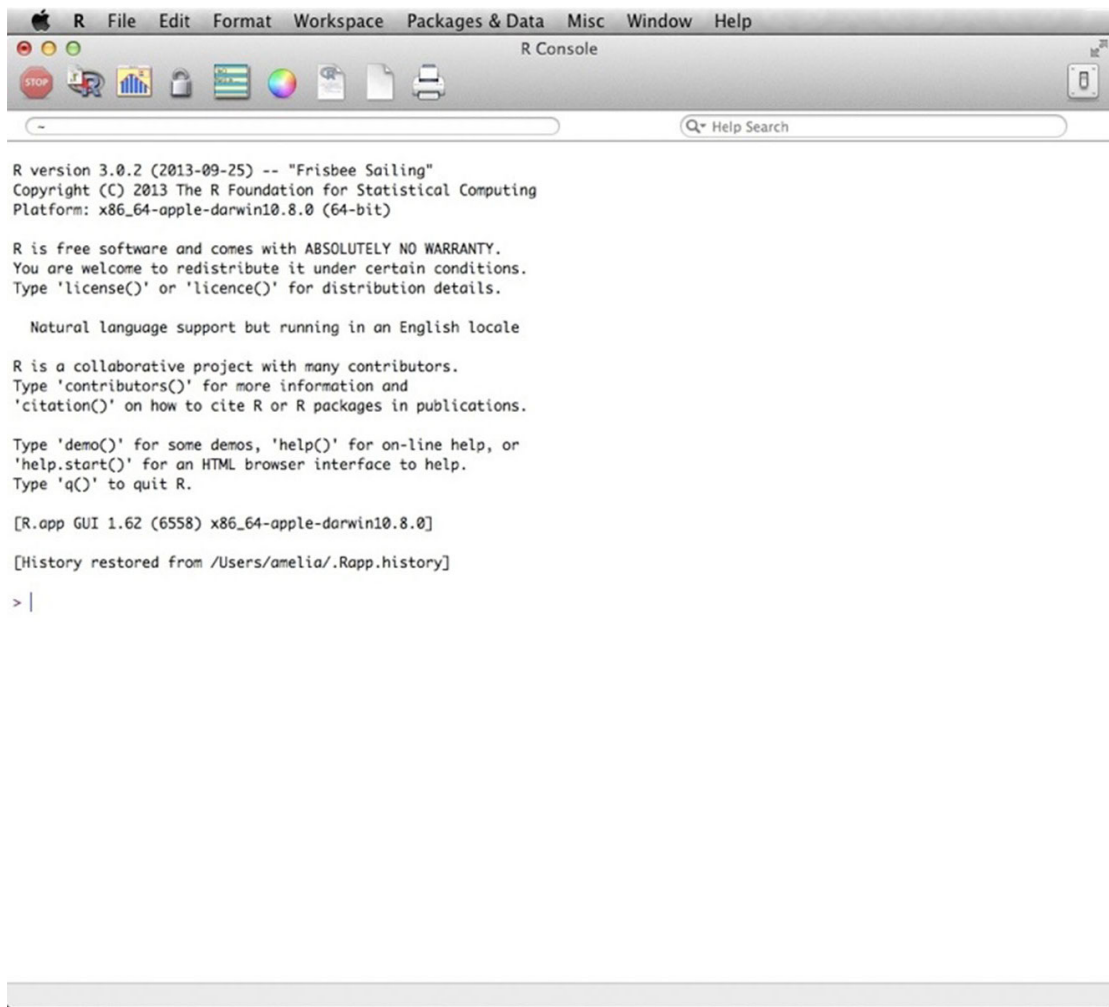 R File Edit Format Workspace Packages & Data Misc Window Help
R Console
STOP
R
~
Help Search
R version 3.0.2 (2013-09-25) -- "Frisbee Sailing"
Copyright (C) 2013 The R Foundation for Statistical Computing
Platform: x86_64-apple-darwin10.8.0 (64-bit)
R is free software and comes with ABSOLUTELY NO WARRANTY.
You are welcome to redistribute it under certain conditions.
Type 'license()' or 'licence()' for distribution details.
Natural language support but running in an English locale
R is a collaborative project with many contributors.
Type 'contributors()' for more information and
'citation()' on how to cite R or R packages in publications.
Type 'demo()' for some demos, 'help()' for on-line help, or
'help.start()' for an HTML browser interface to help.
Type 'q()' to quit R.
[R.app GUI 1.62 (6558) x86_64-apple-darwin10.8.0]
[History restored from /Users/amelia/.Rapp.history]
>